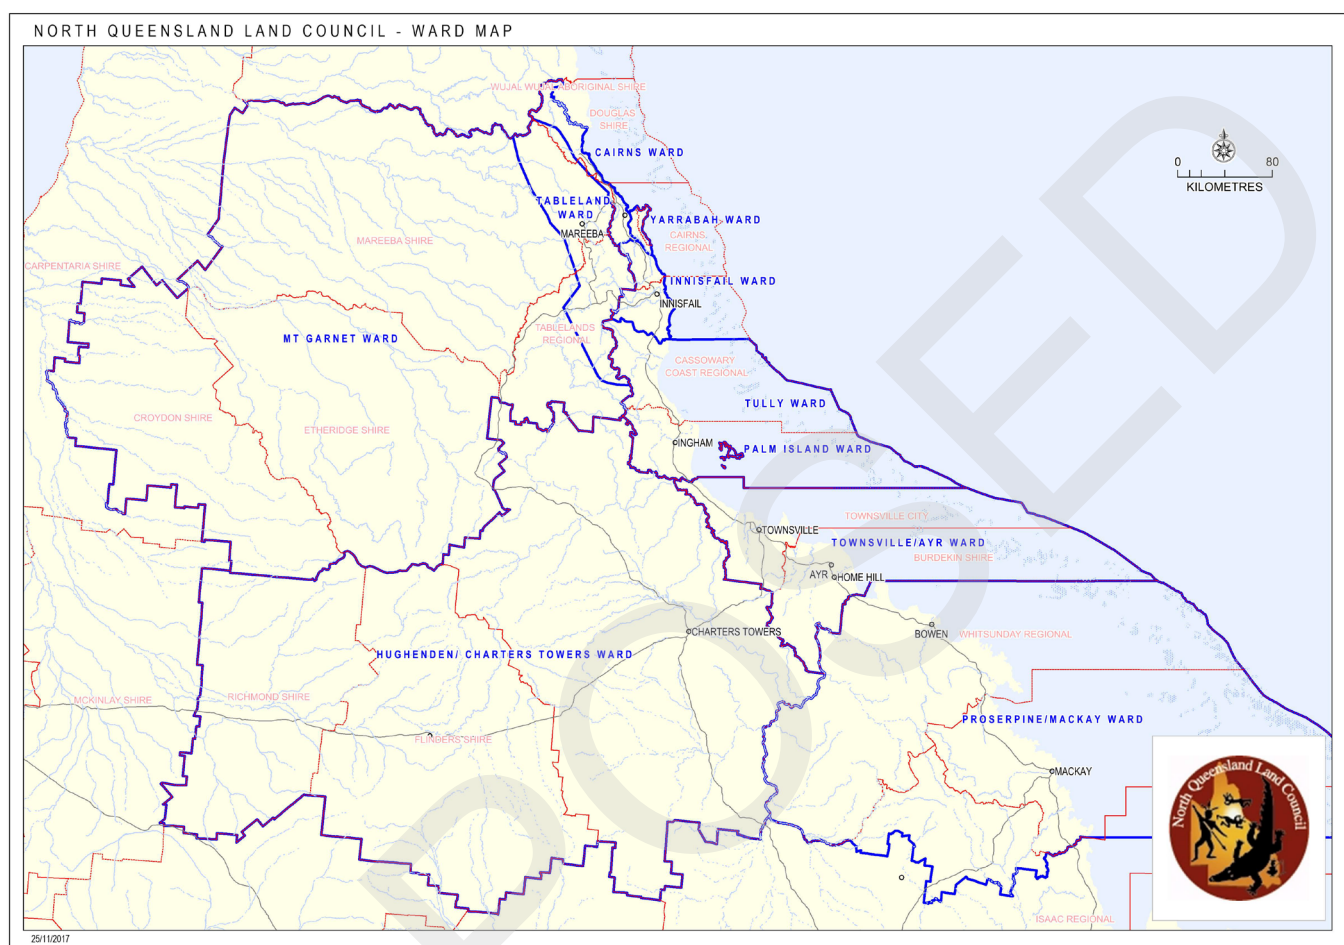 NORTH QUEENSLAND LAND COUNCIL - WARD MAP
WUJAL WUJAL ABORIGINAL SHIRE
DOUGLAS
SHIRE
CAIRNS WARD
0 80
KILOMETRES
TABLELAND
WARD
YARRABAH WARD
MAREEBA
CAIRNS
REGIONAL
MAREEBA SHIRE
CARPENTARIA SHIRE
INNISFAIL WARD
INNISFAIL
TABLELANDS
REGIONAL
MT GARNET WARD
CASSOWARY
COAST REGIONAL
TULLY WARD
CROYDON SHIRE
ETHERIDGE SHIRE
INGHAM
PALM ISLAND WARD
TOWNSVILLE CITY
TOWNSVILLE
TOWNSVILLE/AYR WARD
BURDEKIN SHIRE
AYR
HOME HILL
CHARTERS TOWERS
BOWEN
WHITSUNDAY REGIONAL
HUGHENDEN/ CHARTERS TOWERS WARD
MCKINLAY SHIRE
RICHMOND SHIRE
PROSERPINE/MACKAY WARD
FLINDERS SHIRE
MACKAY
North Queensland Land Council
ISAAC REGIONAL
25/11/2017